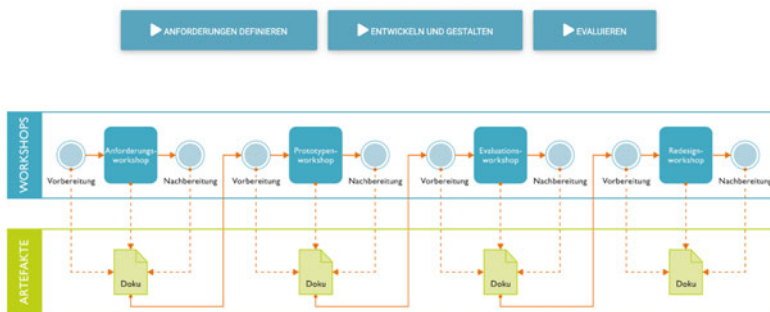 ANFORDERUNGEN DEFINIEREN
ENTWICKELN UND GESTALTEN
EVALUIEREN
WORKSHOPS
Anforderungs-
workshop
Prototypen-
workshop
Evaluations-
workshop
Redesign-
workshop
Vorbereitung
Nachbereitung
Vorbereitung
Nachbereitung
Vorbereitung
Nachbereitung
Vorbereitung
Nachbereitung
ARTEFAKTE
Doku
Doku
Doku
Doku